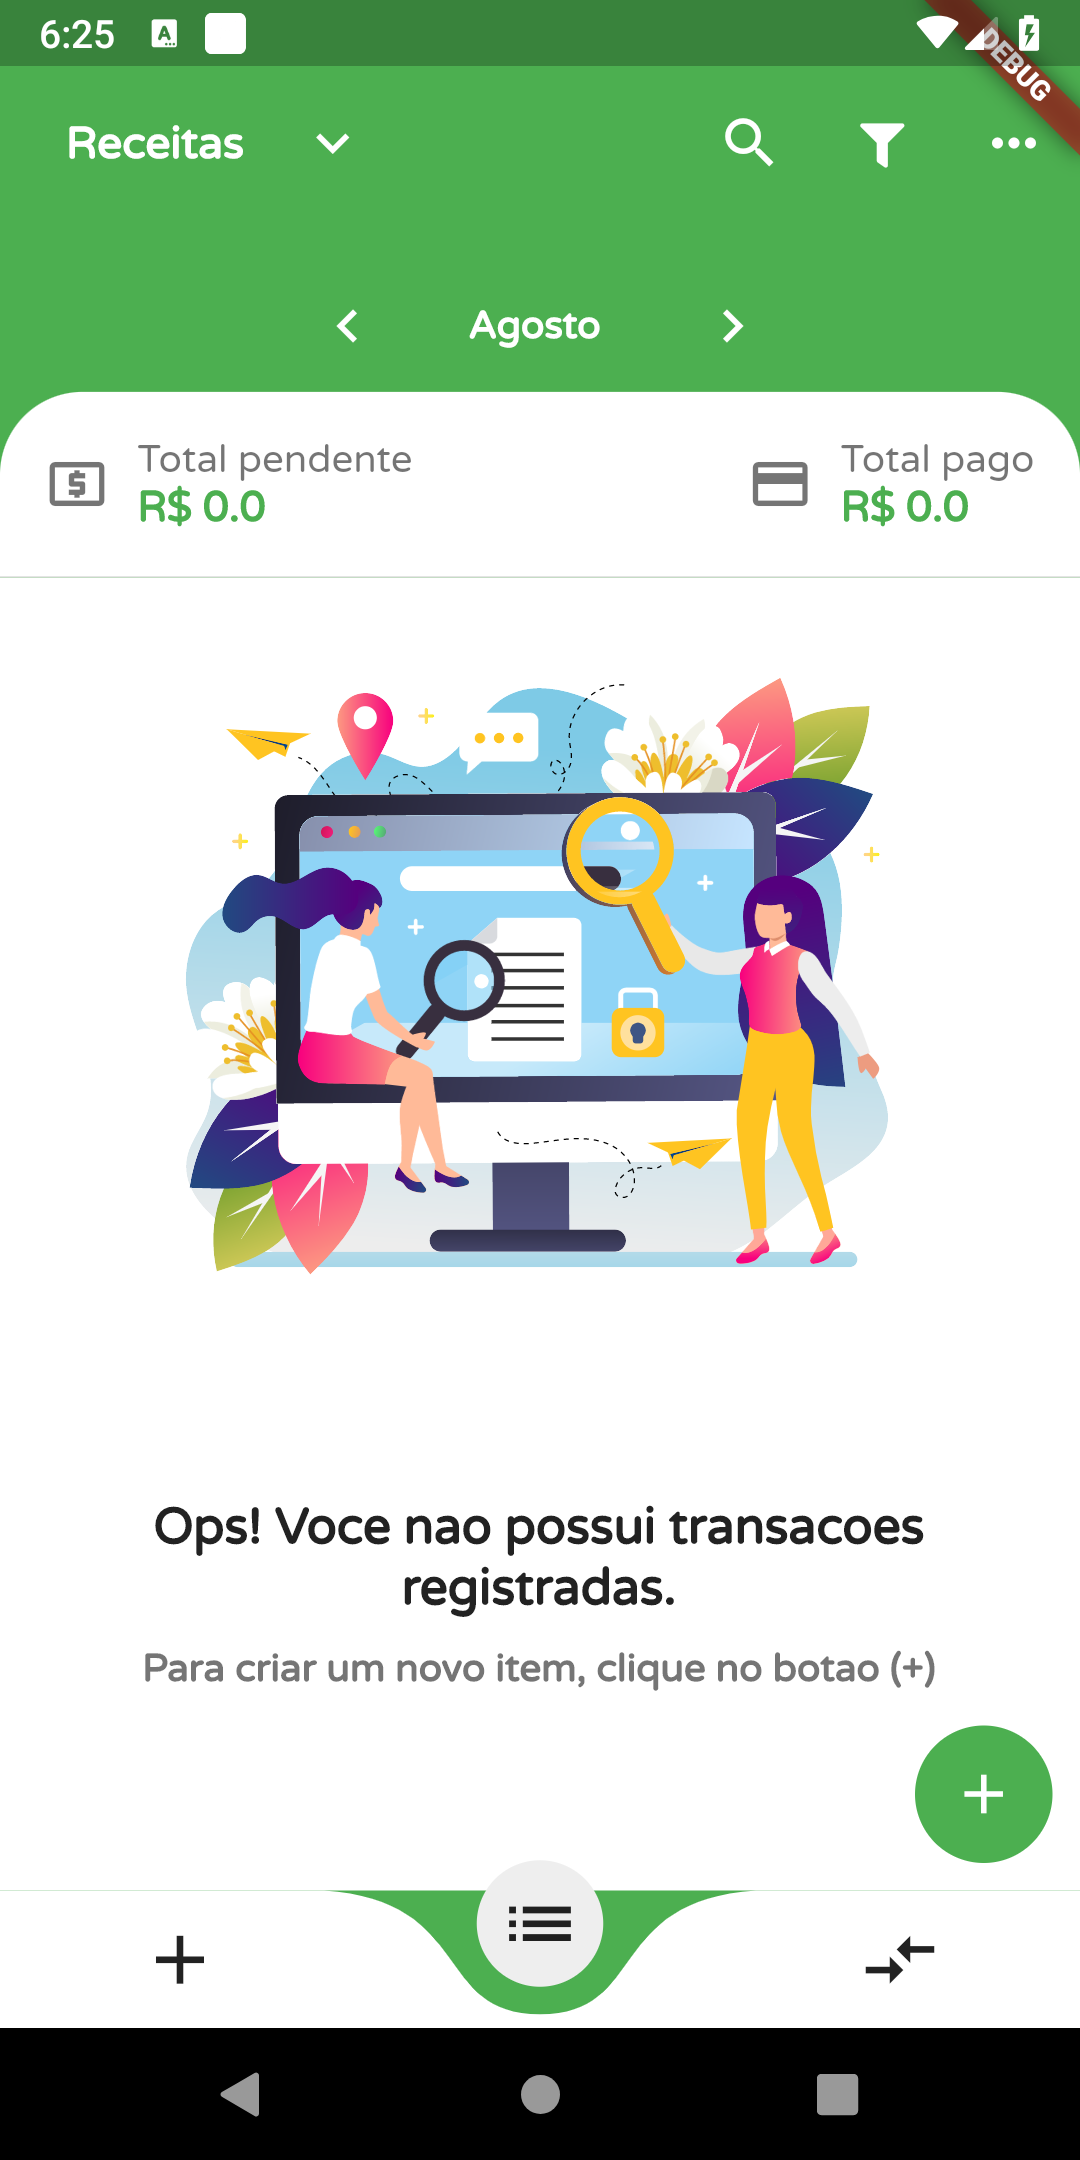 6:25
DEBUG
Receitas
Agosto
Total pendente
R$ 0.0
Total pago
R$ 0.0
Ops! Voce nao possui transacoes
registradas.
Para criar um novo item, clique no botao (+)